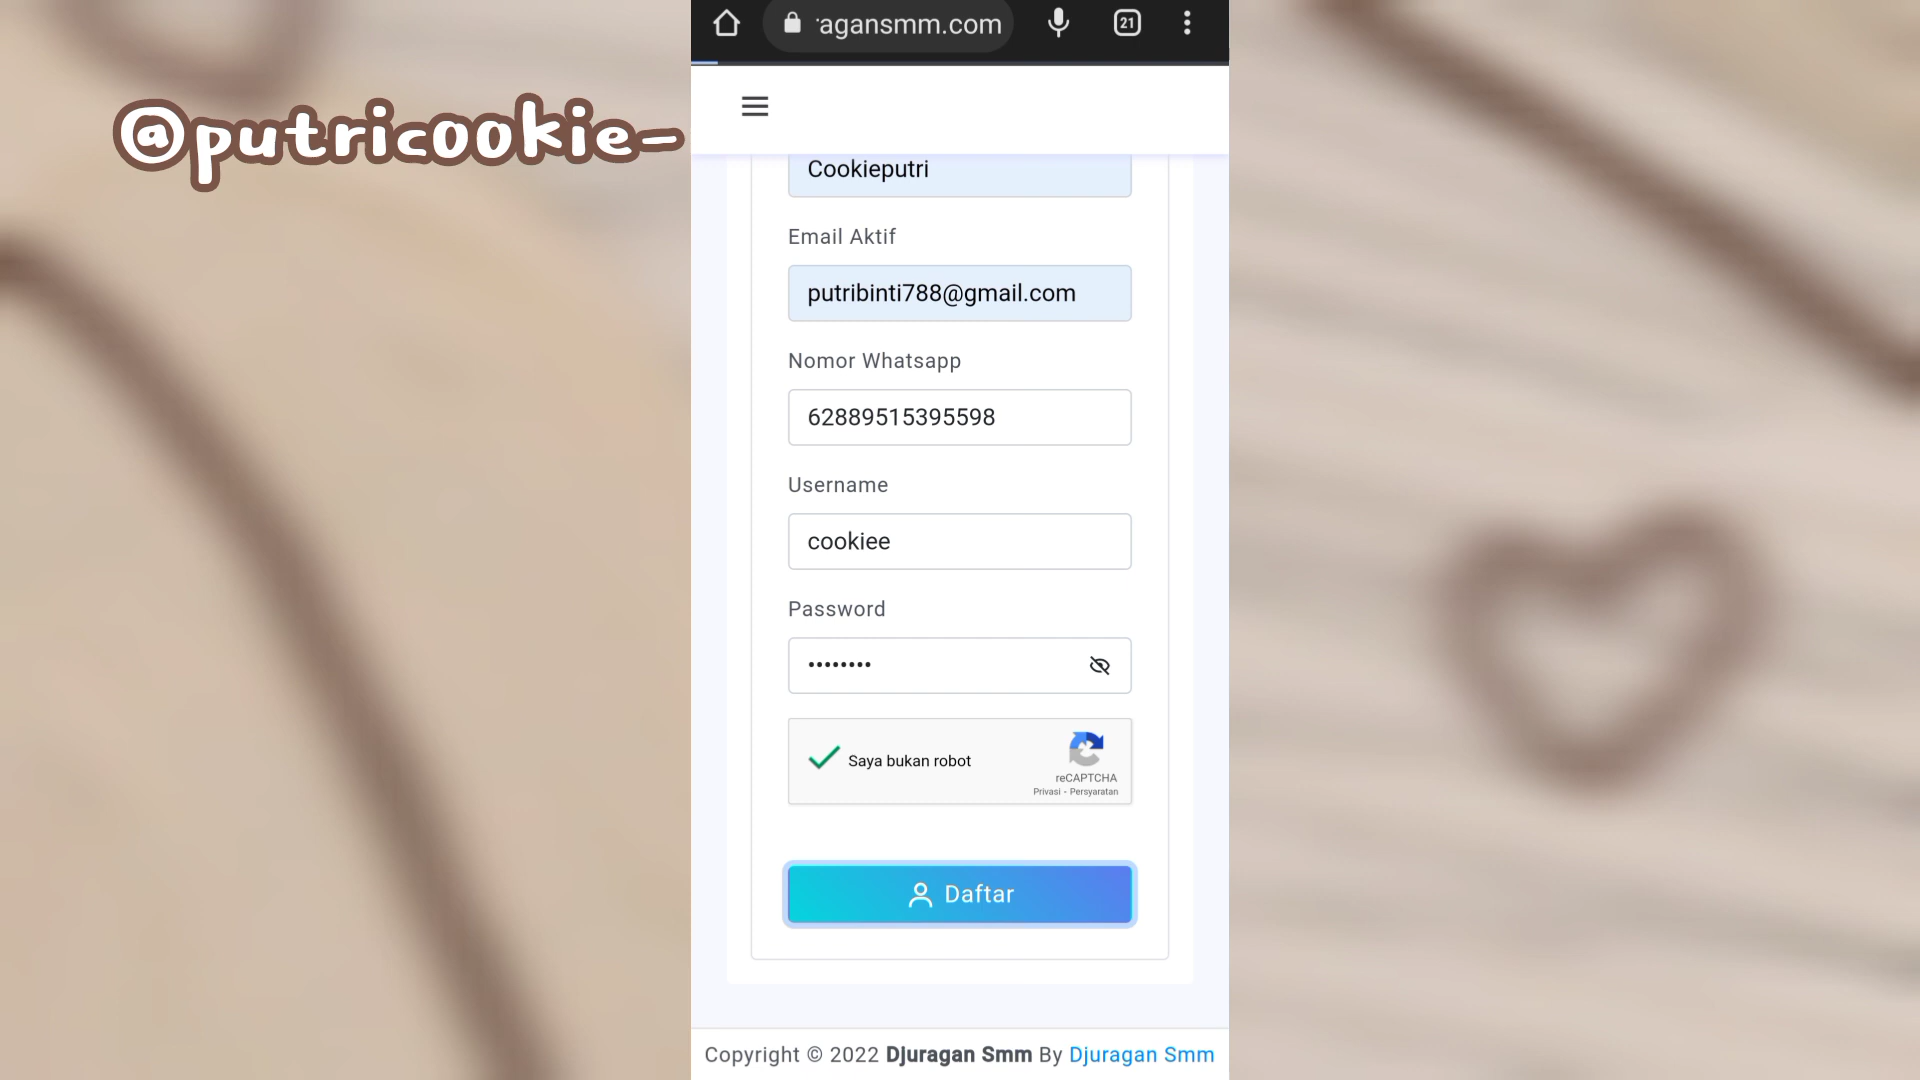 agansmm.com
21
@putricookie-
Cookieputri
Email Aktif
putribinti788@gmail.com
Nomor Whatsapp
62889515395598
Username
cookiee
Password
••••••••
Saya bukan robot
reCAPTCHA
Privasi - Persyaratan
Daftar
Copyright © 2022 Djuragan Smm By Djuragan Smm